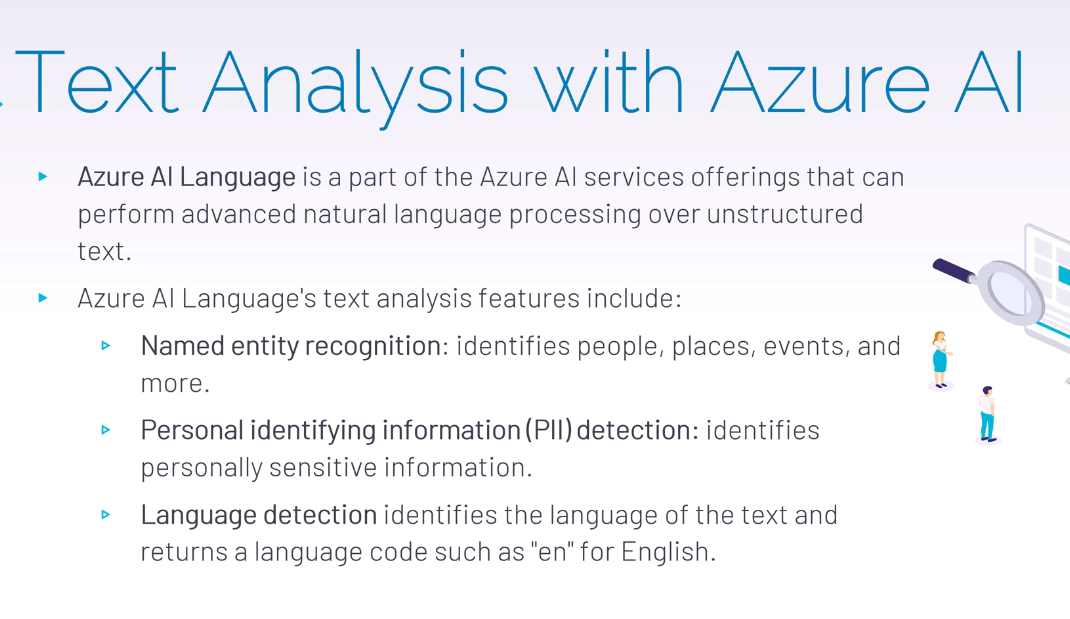 Text Analysis with Azure AI
Azure AI Language is a part of the Azure AI services offerings that can
perform advanced natural language processing over unstructured
text.
Azure AI Language's text analysis features include:
Named entity recognition: identifies people, places, events, and
more.
Personal identifying information (PII) detection: identifies
personally sensitive information.
Language detection identifies the language of the text and
returns a language code such as "en" for English.